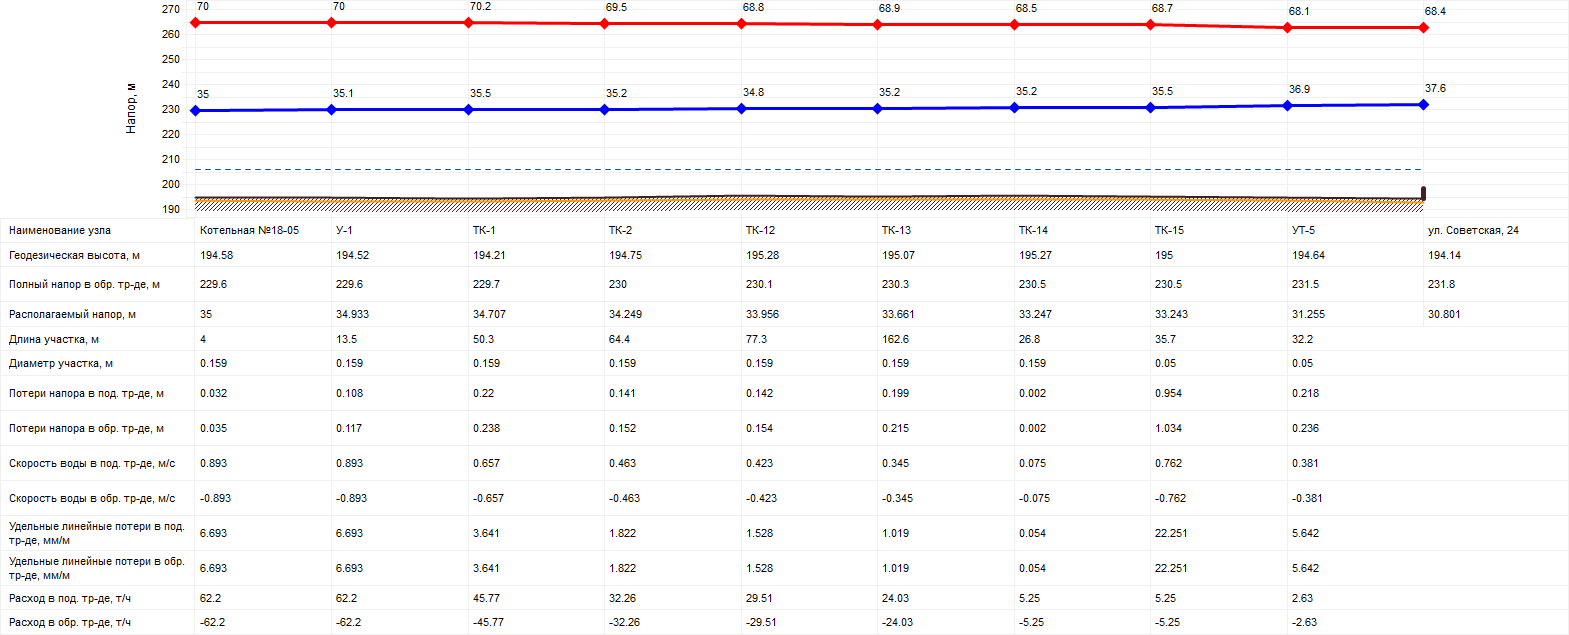 270
260
250
240
230
220
210
200
190
Напор, м
70 70 70.2 69.5 68.8 68.9 68.5 68.7 68.1 68.4
35 35.1 35.5 35.2 34.8 35.2 35.2 35.5 36.9 37.6
Наименование узла Котельная №18-05 У-1 ТК-1 ТК-2 ТК-12 ТК-13 ТК-14 ТК-15 УТ-5 ул. Советская, 24
Геодезическая высота, м 194.58 194.52 194.21 194.75 195.28 195.07 195.27 195 194.64 194.14
Полный напор в обр. тр-де, м 229.6 229.6 229.7 230 230.1 230.3 230.5 230.5 231.5 231.8
Располагаемый напор, м 35 34.933 34.707 34.249 33.956 33.661 33.247 33.243 31.255 30.801
Длина участка, м 4 13.5 50.3 64.4 77.3 162.6 26.8 35.7 32.2
Диаметр участка, м 0.159 0.159 0.159 0.159 0.159 0.159 0.159 0.05 0.05
Потери напора в под. тр-де, м 0.032 0.108 0.22 0.141 0.142 0.199 0.002 0.954 0.218
Потери напора в обр. тр-де, м 0.035 0.117 0.238 0.152 0.154 0.215 0.002 1.034 0.236
Скорость воды в под. тр-де, м/с 0.893 0.893 0.657 0.463 0.423 0.345 0.075 0.762 0.381
Скорость воды в обр. тр-де, м/с -0.893 -0.893 -0.657 -0.463 -0.423 -0.345 -0.075 -0.762 -0.381
Удельные линейные потери в под.
тр-де, мм/м 6.693 6.693 3.641 1.822 1.528 1.019 0.054 22.251 5.642
Удельные линейные потери в обр.
тр-де, мм/м 6.693 6.693 3.641 1.822 1.528 1.019 0.054 22.251 5.642
Расход в под. тр-де, т/ч 62.2 62.2 45.77 32.26 29.51 24.03 5.25 5.25 2.63
Расход в обр. тр-де, т/ч -62.2 -62.2 -45.77 -32.26 -29.51 -24.03 -5.25 -5.25 -2.63